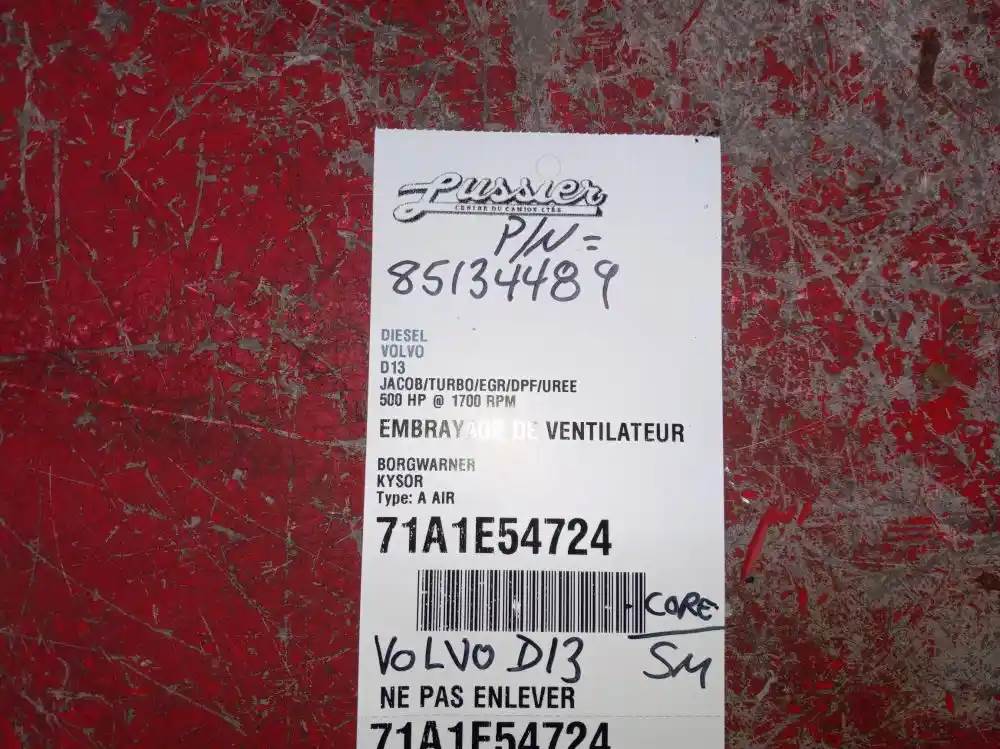 Lussier
CENTRE DU CAMION LTÉE
P/N =
85134489
DIESEL
VOLVO
D13
JACOB/TURBO/EGR/DPF/UREE
500 HP @ 1700 RPM
EMBRAYAGE DE VENTILATEUR
BORGWARNER
KYSOR
Type: A AIR
71A1E54724
CORE
VOLVO D13 SM
NE PAS ENLEVER
71A1E54724